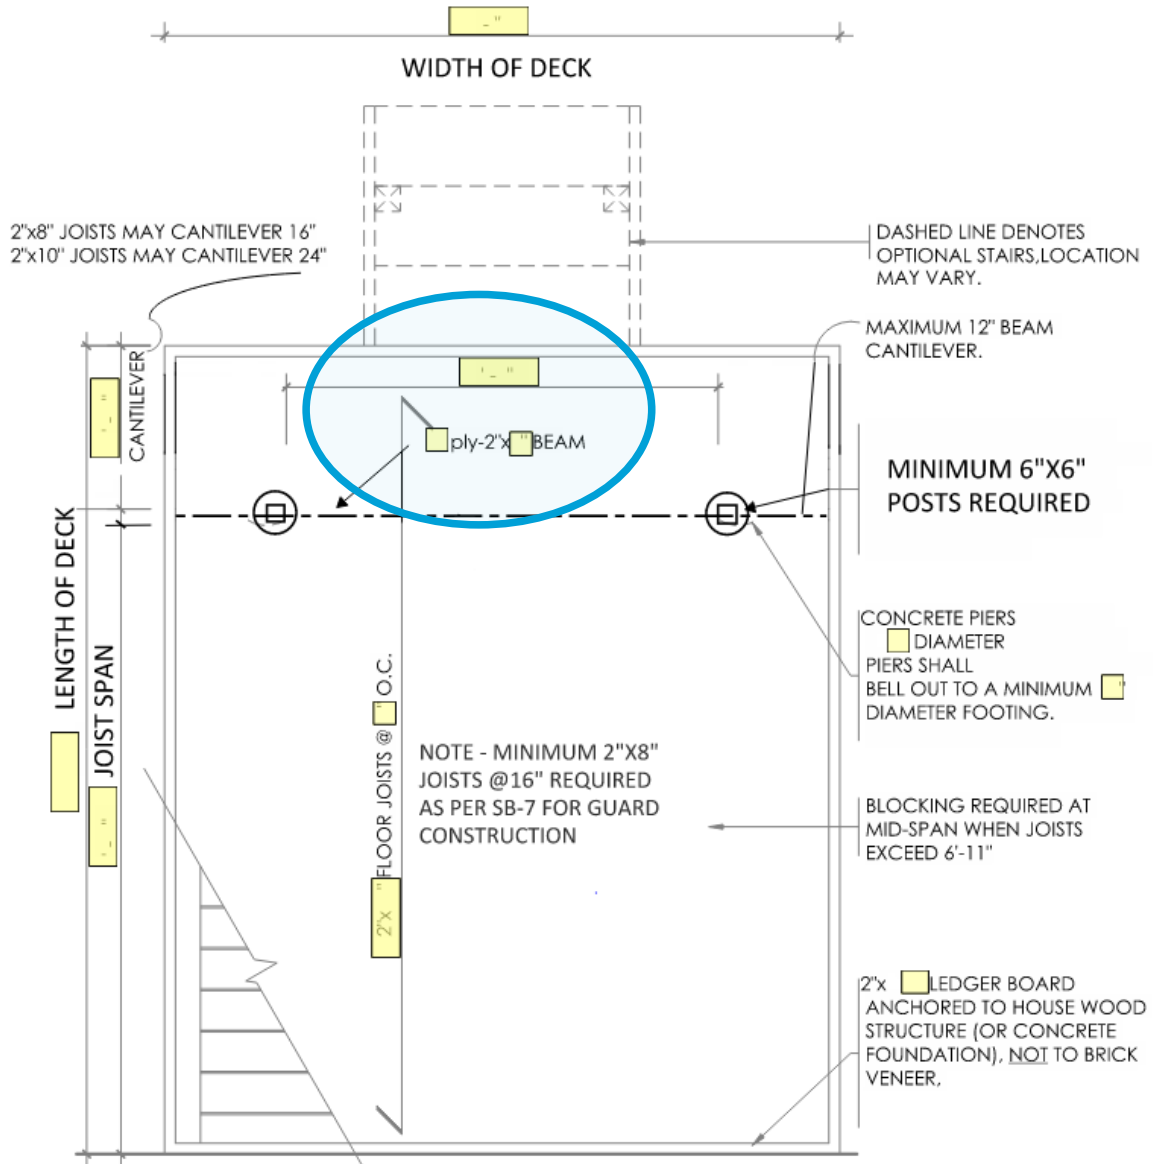 '_ "
WIDTH OF DECK
2"x8" JOISTS MAY CANTILEVER 16"
2"x10" JOISTS MAY CANTILEVER 24"
DASHED LINE DENOTES
OPTIONAL STAIRS,LOCATION
MAY VARY.
MAXIMUM 12" BEAM
CANTILEVER.
'_ "
'_ "
CANTILEVER
ply-2"x " BEAM
MINIMUM 6"X6"
POSTS REQUIRED
LENGTH OF DECK
JOIST SPAN
'_ "
CONCRETE PIERS
DIAMETER
PIERS SHALL
BELL OUT TO A MINIMUM "
DIAMETER FOOTING.
2"x " FLOOR JOISTS @ " O.C.
NOTE - MINIMUM 2"X8"
JOISTS @16" REQUIRED
AS PER SB-7 FOR GUARD
CONSTRUCTION
BLOCKING REQUIRED AT
MID-SPAN WHEN JOISTS
EXCEED 6'-11"
2"x LEDGER BOARD
ANCHORED TO HOUSE WOOD
STRUCTURE (OR CONCRETE
FOUNDATION), NOT TO BRICK
VENEER,